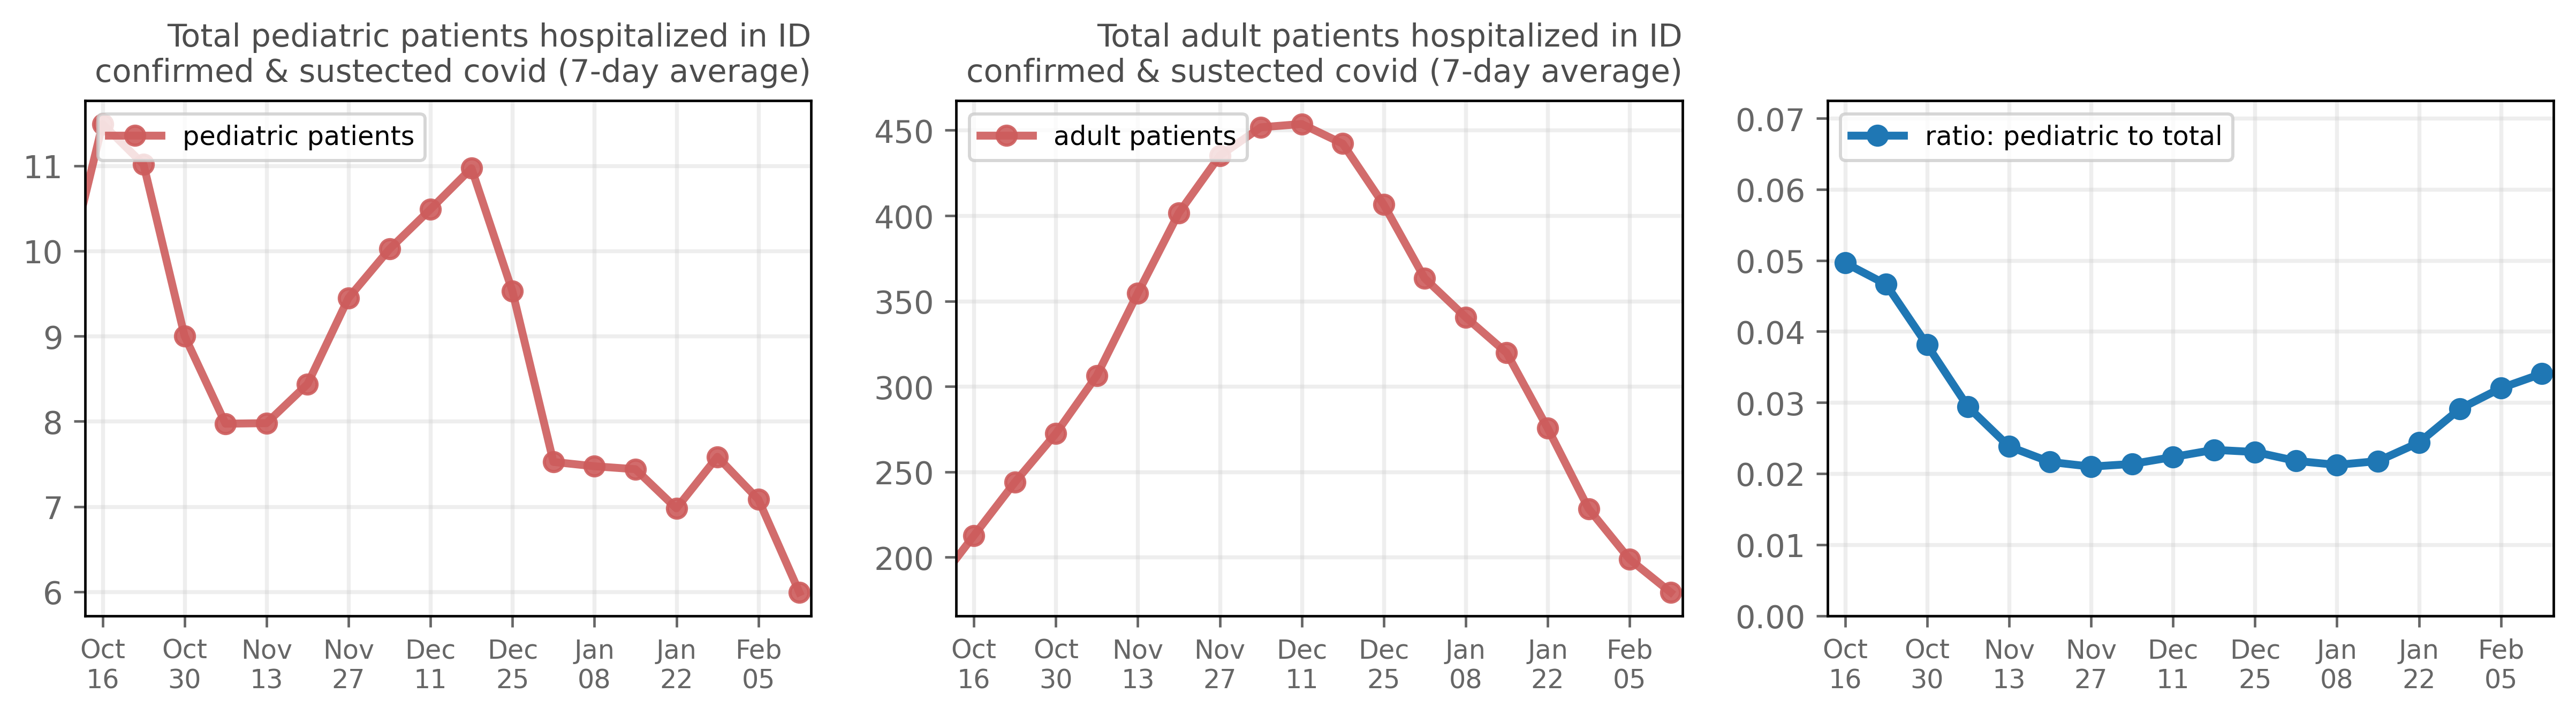 Total pediatric patients hospitalized in ID
confirmed & sustected covid (7-day average)
pediatric patients
11
10
9
8
7
6
Oct 16
Oct 30
Nov 13
Nov 27
Dec 11
Dec 25
Jan 08
Jan 22
Feb 05
Total adult patients hospitalized in ID
confirmed & sustected covid (7-day average)
adult patients
450
400
350
300
250
200
Oct 16
Oct 30
Nov 13
Nov 27
Dec 11
Dec 25
Jan 08
Jan 22
Feb 05
ratio: pediatric to total
0.07
0.06
0.05
0.04
0.03
0.02
0.01
0.00
Oct 16
Oct 30
Nov 13
Nov 27
Dec 11
Dec 25
Jan 08
Jan 22
Feb 05